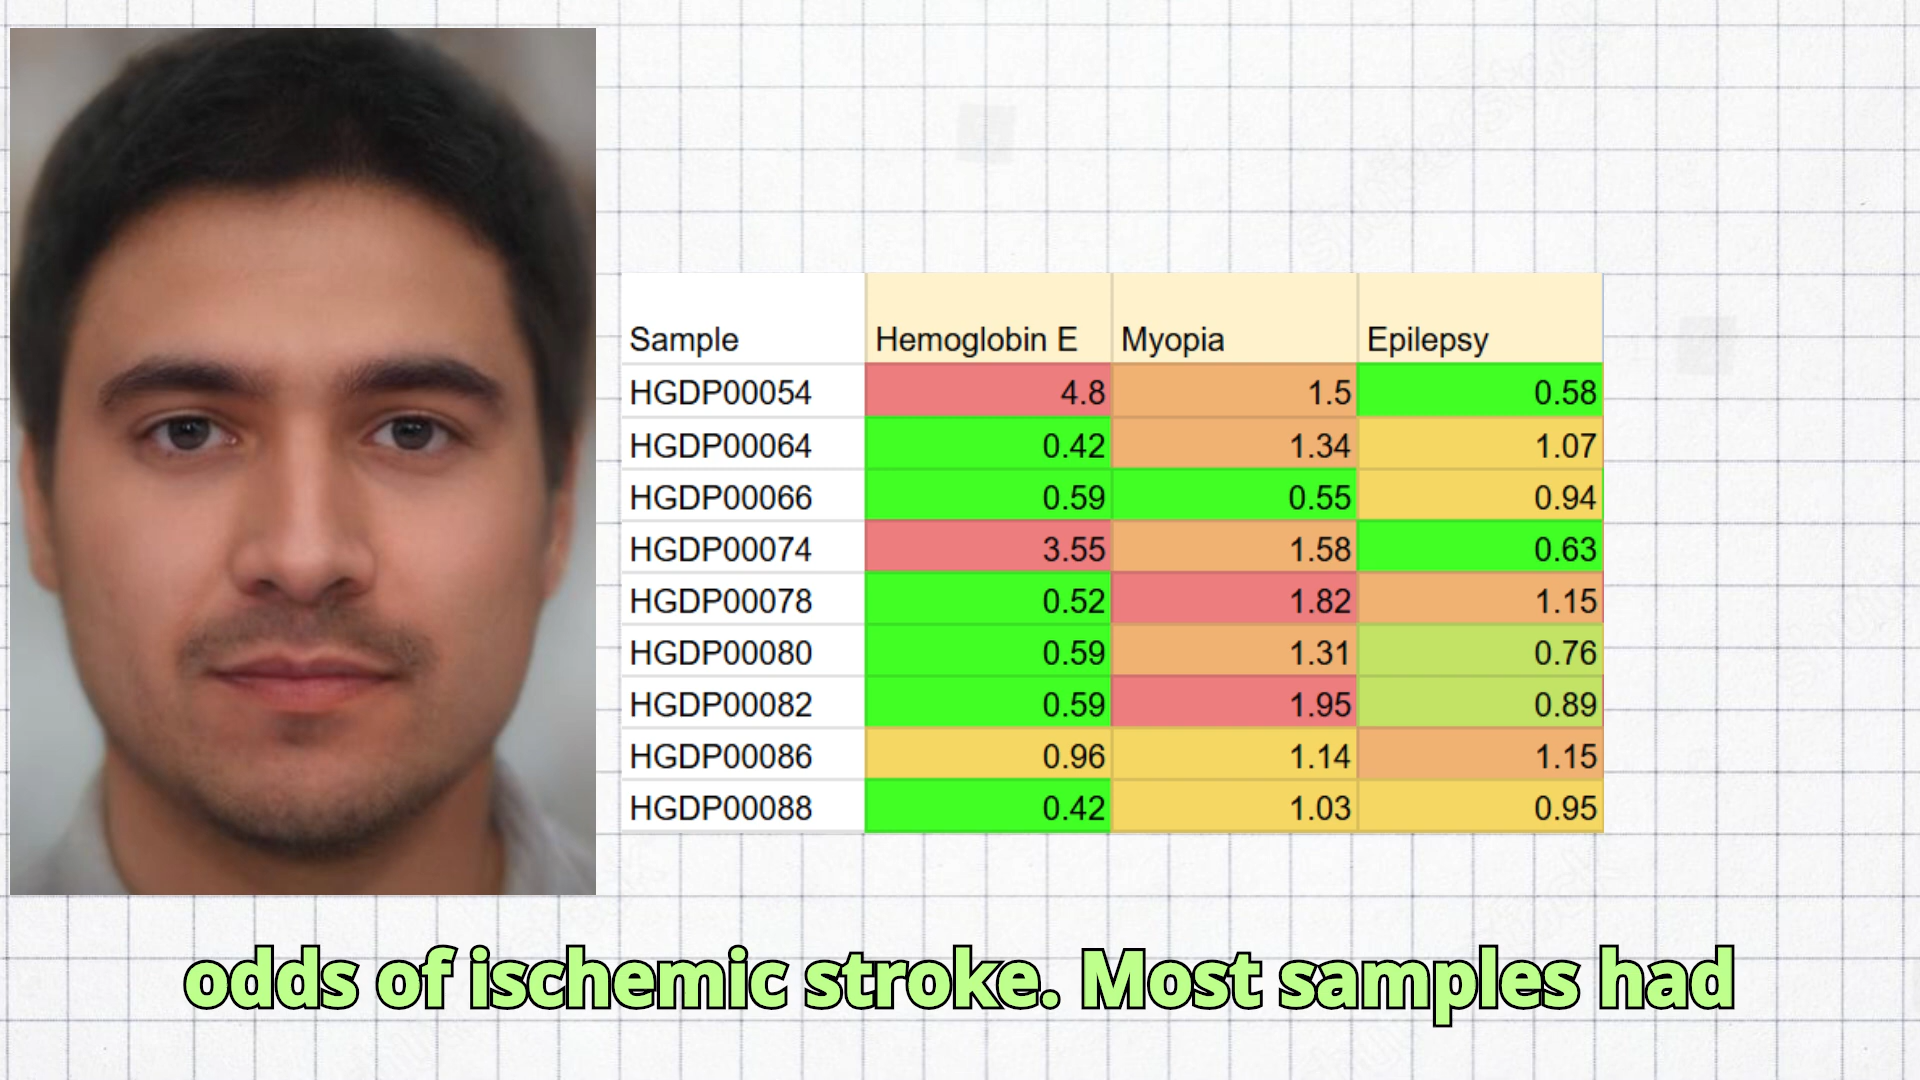 Sample Hemoglobin E Myopia Epilepsy
HGDP00054 4.8 1.5 0.58
HGDP00064 0.42 1.34 1.07
HGDP00066 0.59 0.55 0.94
HGDP00074 3.55 1.58 0.63
HGDP00078 0.52 1.82 1.15
HGDP00080 0.59 1.31 0.76
HGDP00082 0.59 1.95 0.89
HGDP00086 0.96 1.14 1.15
HGDP00088 0.42 1.03 0.95
odds of ischemic stroke. Most samples had